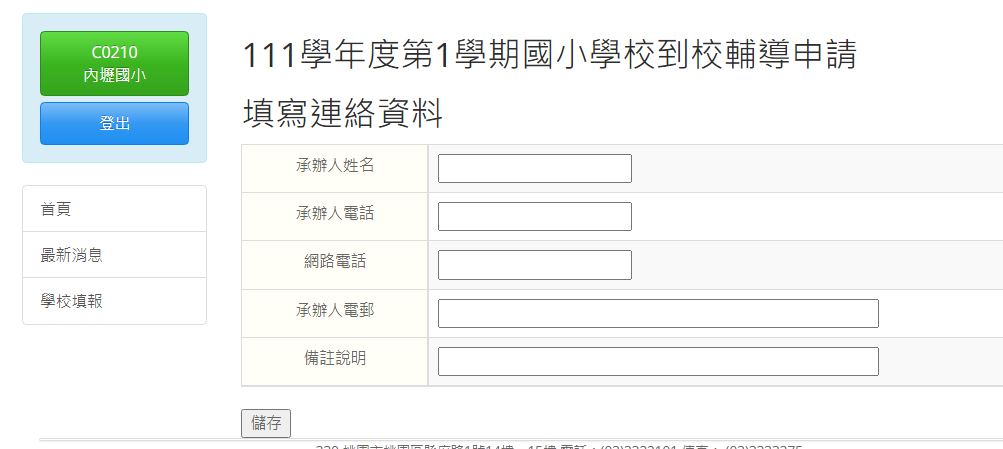 C0210
內壢國小
登出
首頁
最新消息
學校填報
111學年度第1學期國小學校到校輔導申請
填寫連絡資料
承辦人姓名
承辦人電話
網路電話
承辦人電郵
備註說明
儲存